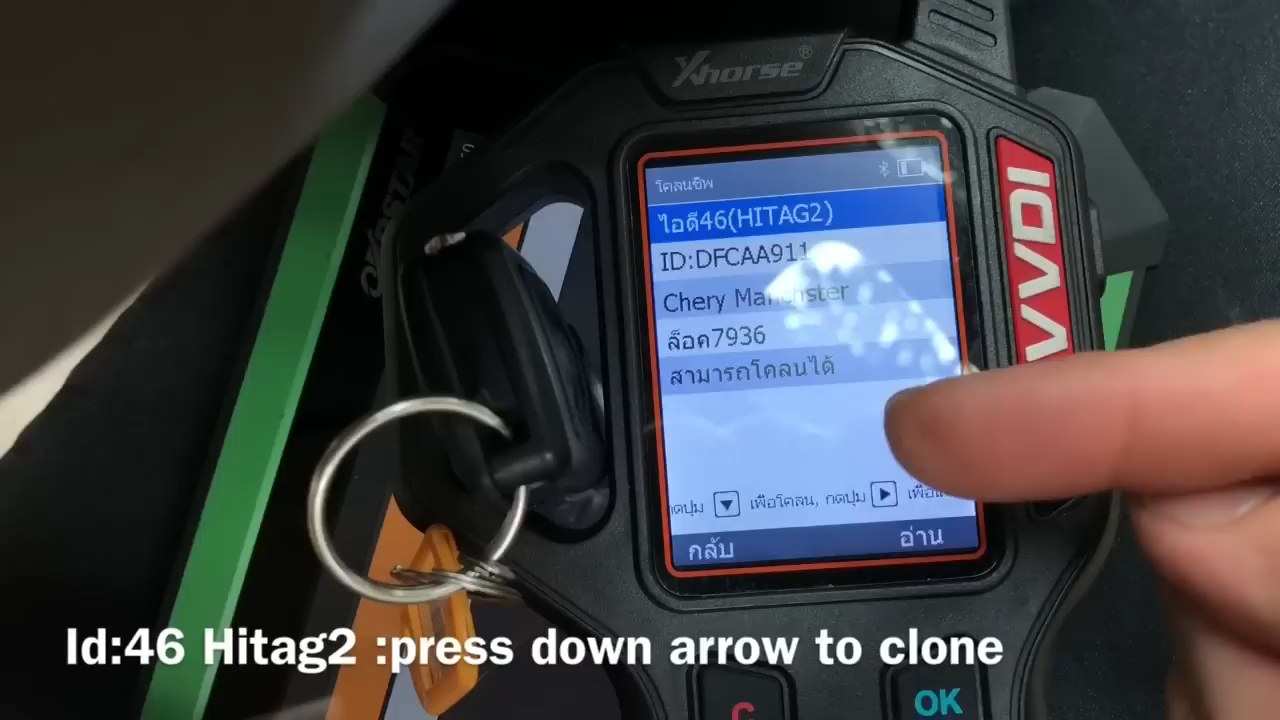 Xhorse®
โคลนชิพ
ไอดี46(HITAG2)
ID:DFCAA911
Chery Manchster
ล็อค7936
สามารถโคลนได้
กดปุ่ม ▼ เพื่อโคลน, กดปุ่ม ▶
กลับ อ่าน
VVDI
C OK
Id:46 Hitag2 :press down arrow to clone